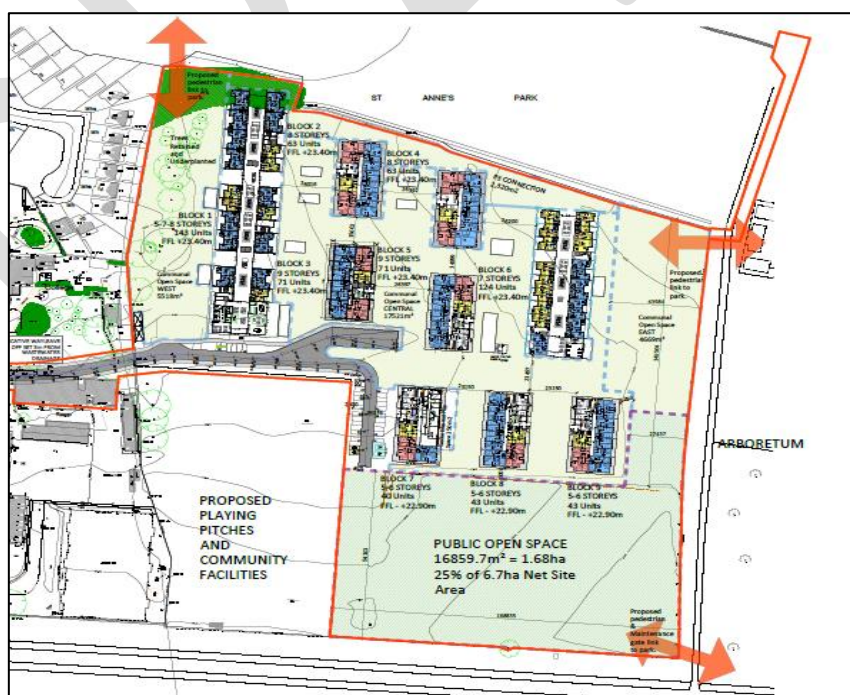 Proposed
pedestrian
link to
park.
ST ANNE'S PARK
Trees
Retained
and
Underplanted
BLOCK 2
8 STOREYS
63 Units
FFL +23.40m
BLOCK 4
8 STOREYS
63 Units
FFL +23.40m
BLOCK 1
5-7-8 STOREYS
143 Units
FFL +23.40m
BLOCK 3
9 STOREYS
71 Units
FFL +23.40m
BLOCK 5
9 STOREYS
71 Units
FFL +23.40m
BLOCK 6
7 STOREYS
124 Units
FFL +23.40m
Communal
Open Space
WEST
5518m²
Communal
Open Space
CENTRAL
17521m²
Proposed
pedestrian
link to
park.
Communal
Open Space
EAST
4669m²
ARBORETUM
BLOCK 7
5-6 STOREYS
40 Units
FFL - +22.90m
BLOCK 8
5-6 STOREYS
43 Units
FFL - +22.90m
BLOCK 9
5-6 STOREYS
43 Units
FFL - +22.90m
PROPOSED
PLAYING
PITCHES
AND
COMMUNITY
FACILITIES
PUBLIC OPEN SPACE
16859.7m² = 1.68ha
25% of 6.7ha Net Site
Area
Proposed
pedestrian
&
Maintenance
gate link
to park.